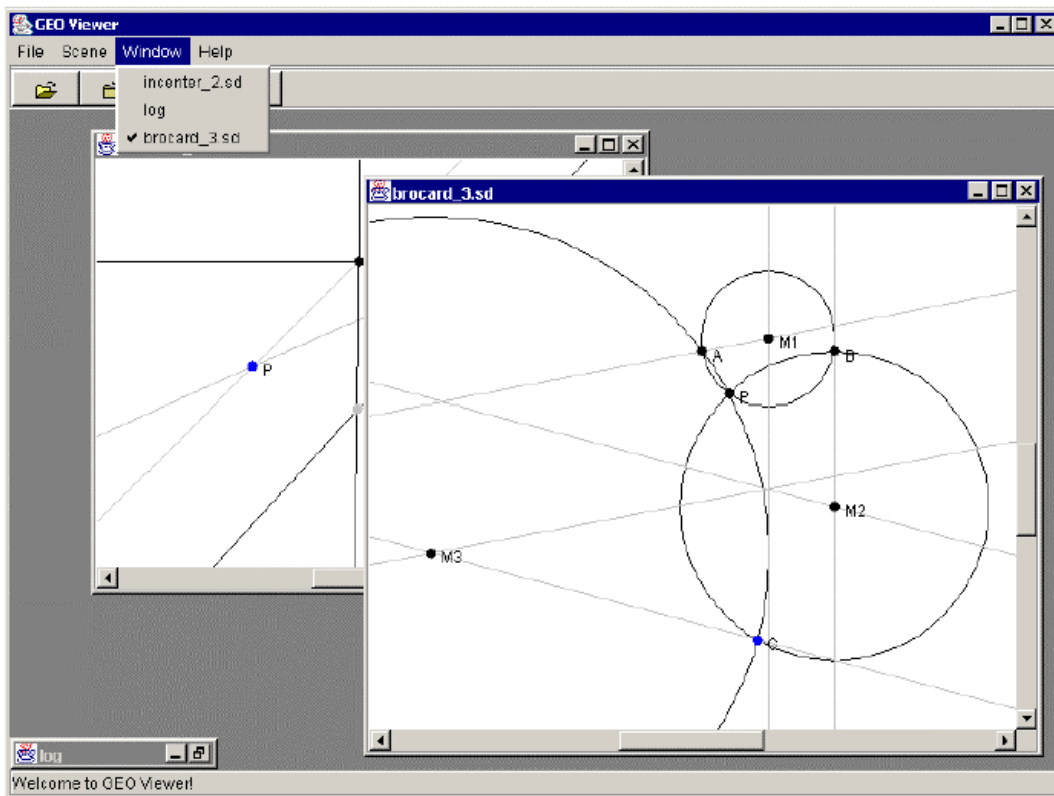 GEO Viewer
File Scene Window Help
incenter_2.sd
log
brocard_3.sd
brocard_3.sd
P
A
M1
B
P
M2
M3
C
log
Welcome to GEO Viewer!